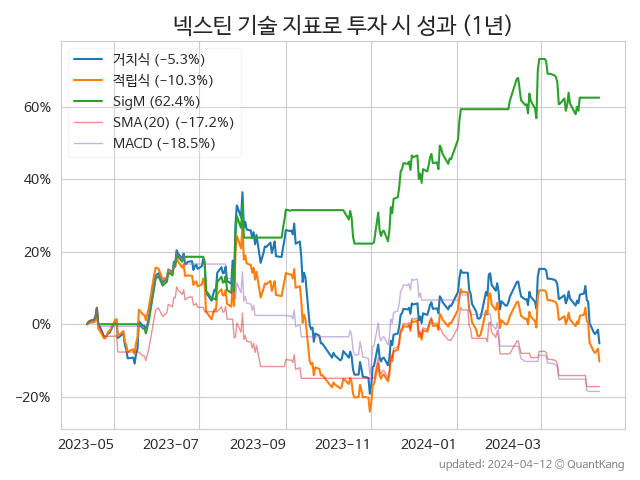 넥스틴 기술 지표로 투자 시 성과 (1년)
거치식 (−5.3%)
적립식 (−10.3%)
SigM (62.4%)
SMA(20) (−17.2%)
MACD (−18.5%)
60%
40%
20%
0%
−20%
2023-05
2023-07
2023-09
2023-11
2024-01
2024-03
updated: 2024-04-12 © QuantKang